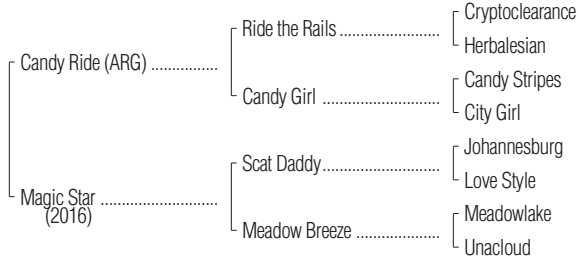 Cryptoclearance
Ride the Rails ....................
Herbalesian
Candy Ride (ARG) .............
Candy Stripes
Candy Girl .......................
City Girl
Johannesburg
Scat Daddy.......................
Love Style
Magic Star .......................
(2016)
Meadowlake
Meadow Breeze ................
Unacloud